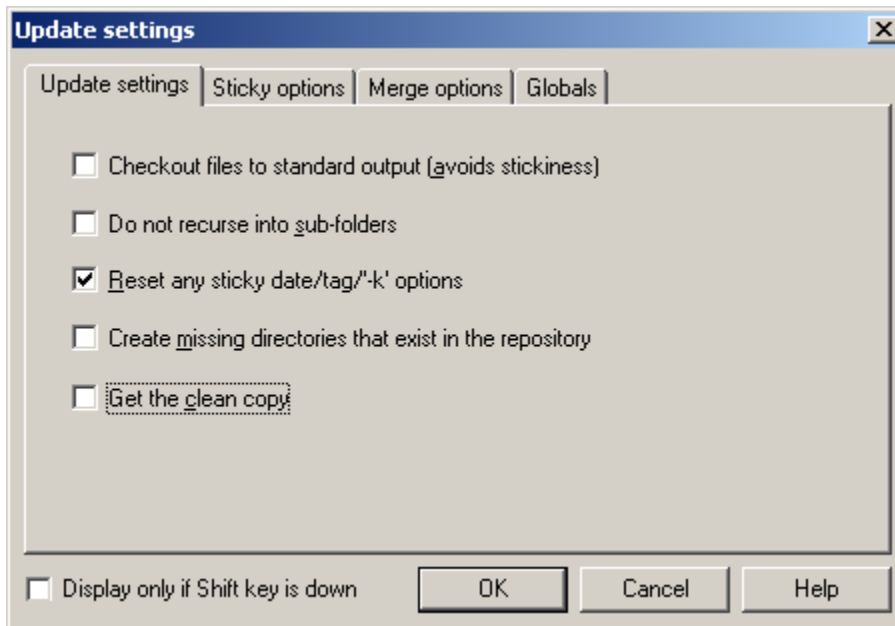 Update settings
Update settings Sticky options Merge options Globals
Checkout files to standard output (avoids stickiness)
Do not recurse into sub-folders
Reset any sticky date/tag/'-k' options
Create missing directories that exist in the repository
Get the clean copy
Display only if Shift key is down OK Cancel Help